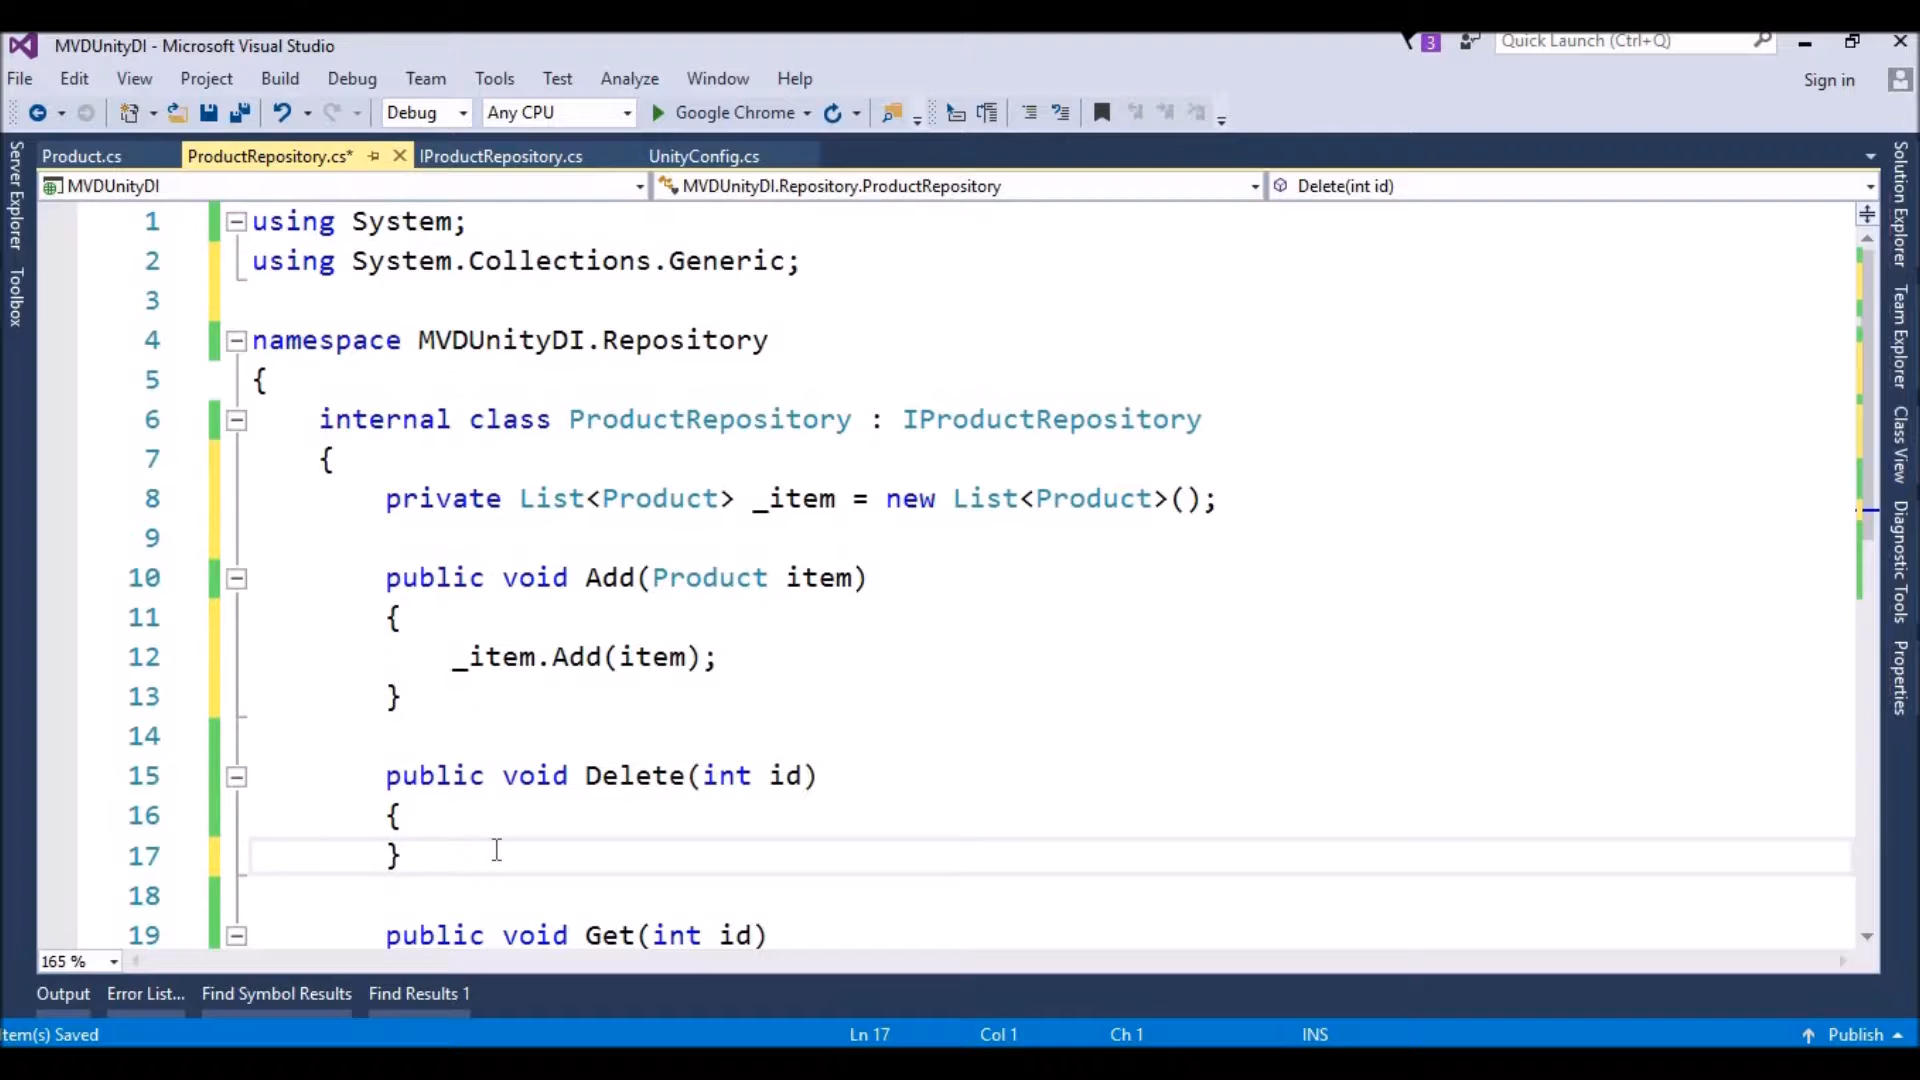 MVDUnityDI - Microsoft Visual Studio
3
Quick Launch (Ctrl+Q)
File Edit View Project Build Debug Team Tools Test Analyze Window Help
Sign in
Debug Any CPU Google Chrome
Product.cs ProductRepository.cs* IProductRepository.cs UnityConfig.cs
MVDUnityDI MVDUnityDI.Repository.ProductRepository Delete(int id)
Server Explorer
Toolbox
1 using System;
2 using System.Collections.Generic;
3
4 namespace MVDUnityDI.Repository
5 {
6 internal class ProductRepository : IProductRepository
7 {
8 private List<Product> _item = new List<Product>();
9
10 public void Add(Product item)
11 {
12 _item.Add(item);
13 }
14
15 public void Delete(int id)
16 {
17 }
18
19 public void Get(int id)
Solution Explorer
Team Explorer
Class View
Diagnostic Tools
Properties
165 %
Output Error List... Find Symbol Results Find Results 1
tem(s) Saved Ln 17 Col 1 Ch 1 INS Publish